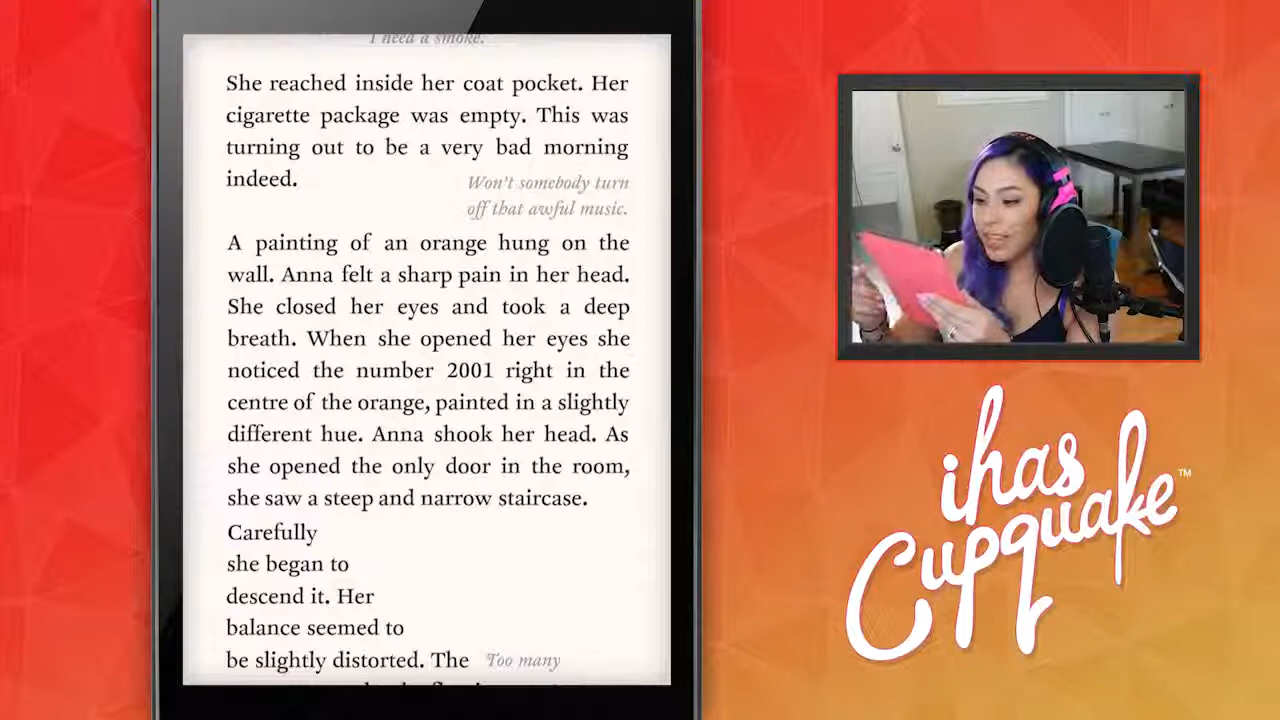 I need a smoke.
She reached inside her coat pocket. Her
cigarette package was empty. This was
turning out to be a very bad morning
indeed.
Won't somebody turn
off that awful music.
A painting of an orange hung on the
wall. Anna felt a sharp pain in her head.
She closed her eyes and took a deep
breath. When she opened her eyes she
noticed the number 2001 right in the
centre of the orange, painted in a slightly
different hue. Anna shook her head. As
she opened the only door in the room,
she saw a steep and narrow staircase.
Carefully
she began to
descend it. Her
balance seemed to
be slightly distorted. The
Too many
ihas
Cupquake™